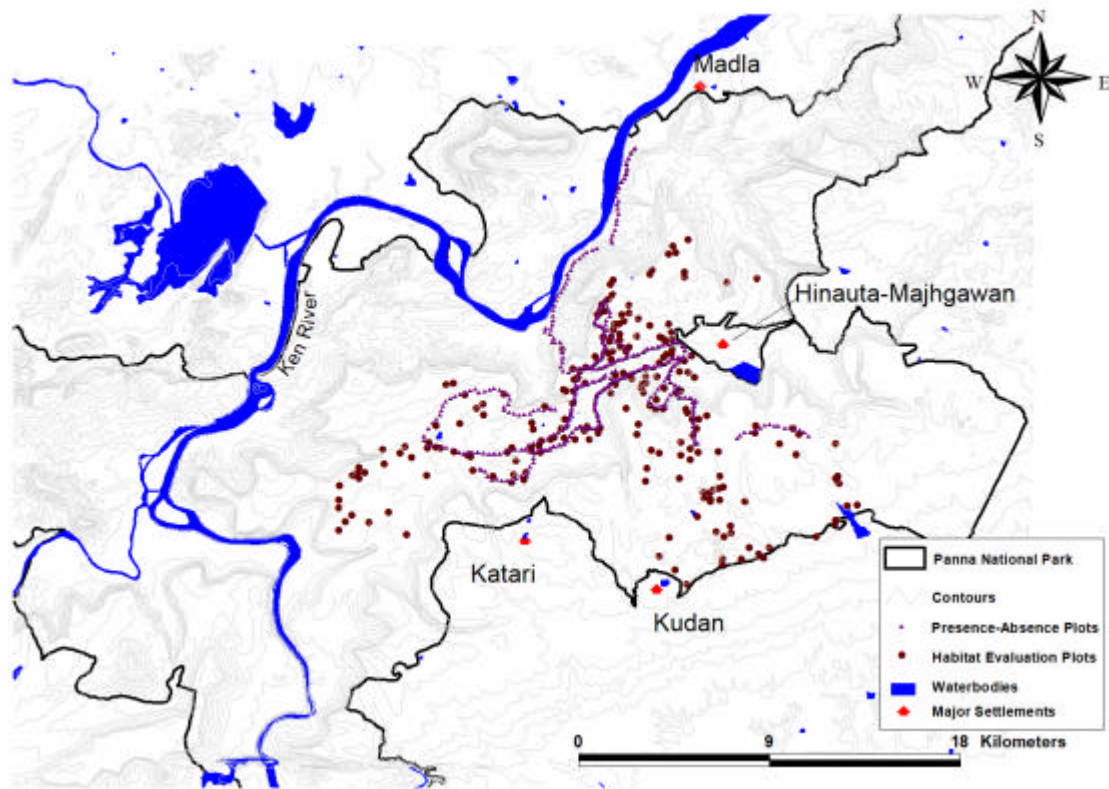 N
W E
S
Madla
Hinauta-Majhgawan
Ken River
Katari
Kudan
Panna National Park
Contours
Presence-Absence Plots
Habitat Evaluation Plots
Waterbodies
Major Settlements
0 9 18 Kilometers